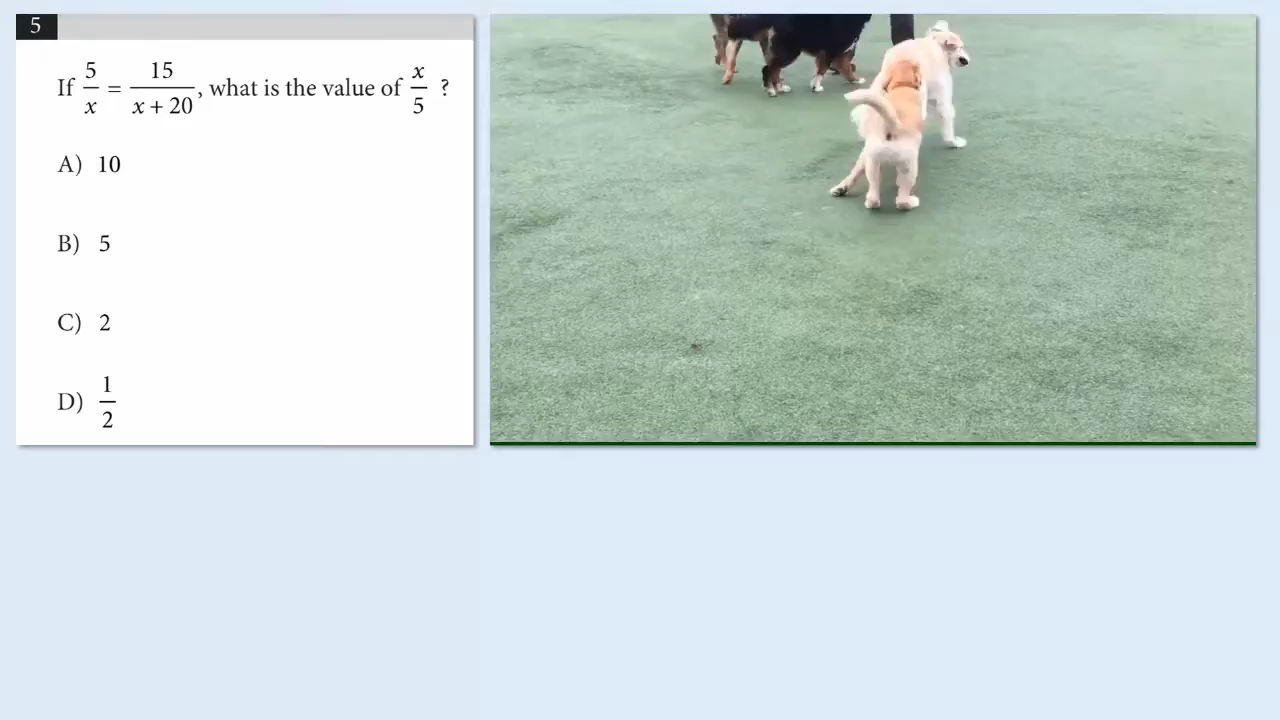 5
If 5/x = 15/(x + 20), what is the value of x/5 ?
A) 10
B) 5
C) 2
D) 1/2